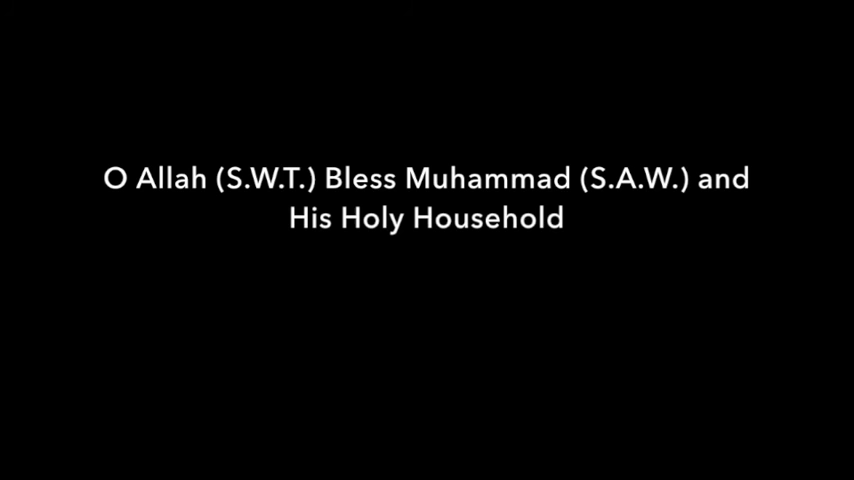 O Allah (S.W.T.) Bless Muhammad (S.A.W.) and
His Holy Household